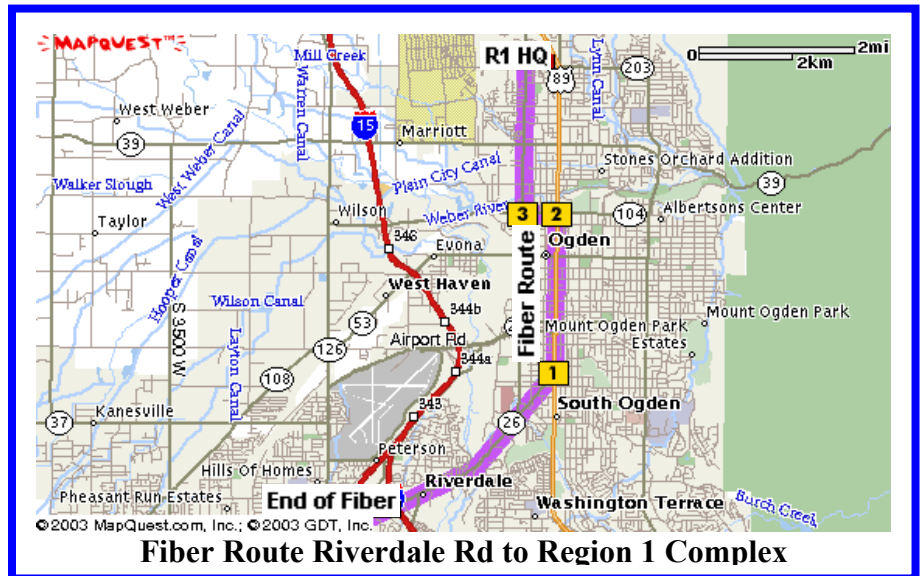 MAPQUEST™
Mill Creek
R1 HQ
89
Lynn Canal
203
0
2mi
2km
West Weber
Warren Canal
15
Marriott
39
West Weber Canal
Stones Orchard Addition
Walker Slough
Plain City Canal
39
Taylor
Wilson
Weber River
3
2
104
Albertsons Center
346
Evona
Ogden
Hooper Canal
West Haven
Wilson Canal
344b
Fiber Route
Mount Ogden Park
S 3500 W
53
Layton Canal
126
Airport Rd
Mount Ogden Park
Estates
344a
108
1
37
Kanesville
343
South Ogden
26
Peterson
Hills Of Homes
Riverdale
Pheasant Run Estates
End of Fiber
Washington Terrace
Burch Creek
©2003 MapQuest.com, Inc.; ©2003 GDT, Inc.
Fiber Route Riverdale Rd to Region 1 Complex